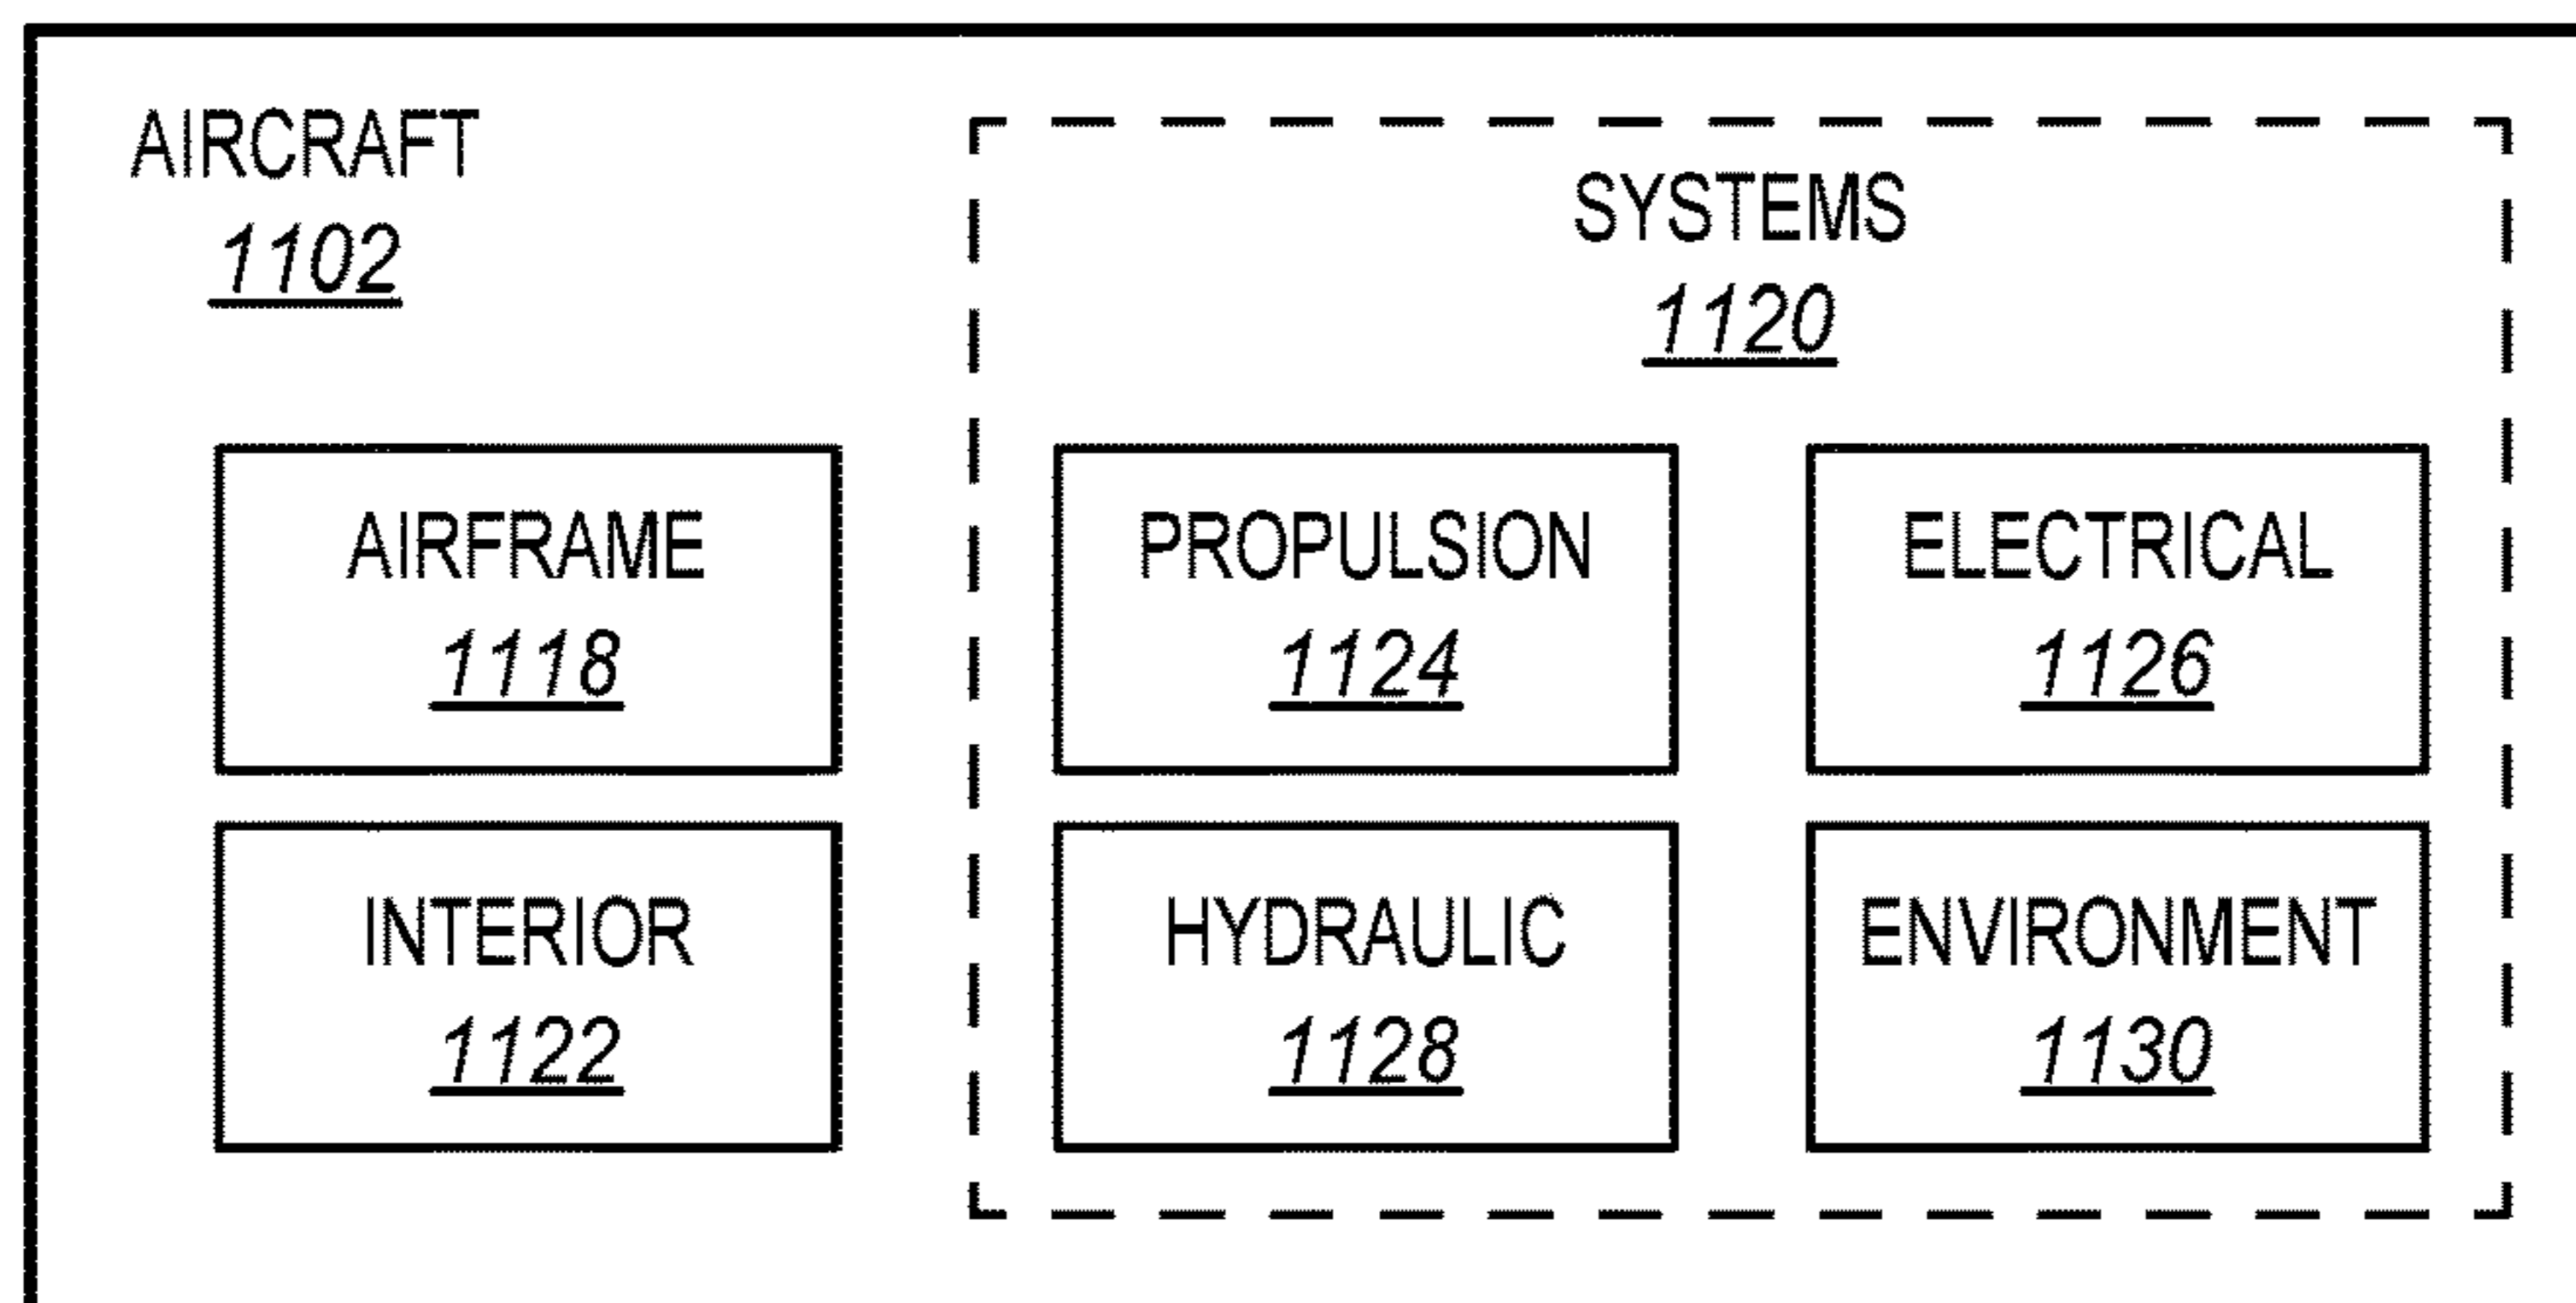 AIRCRAFT
1102
SYSTEMS
1120
AIRFRAME
1118
PROPULSION
1124
ELECTRICAL
1126
INTERIOR
1122
HYDRAULIC
1128
ENVIRONMENT
1130